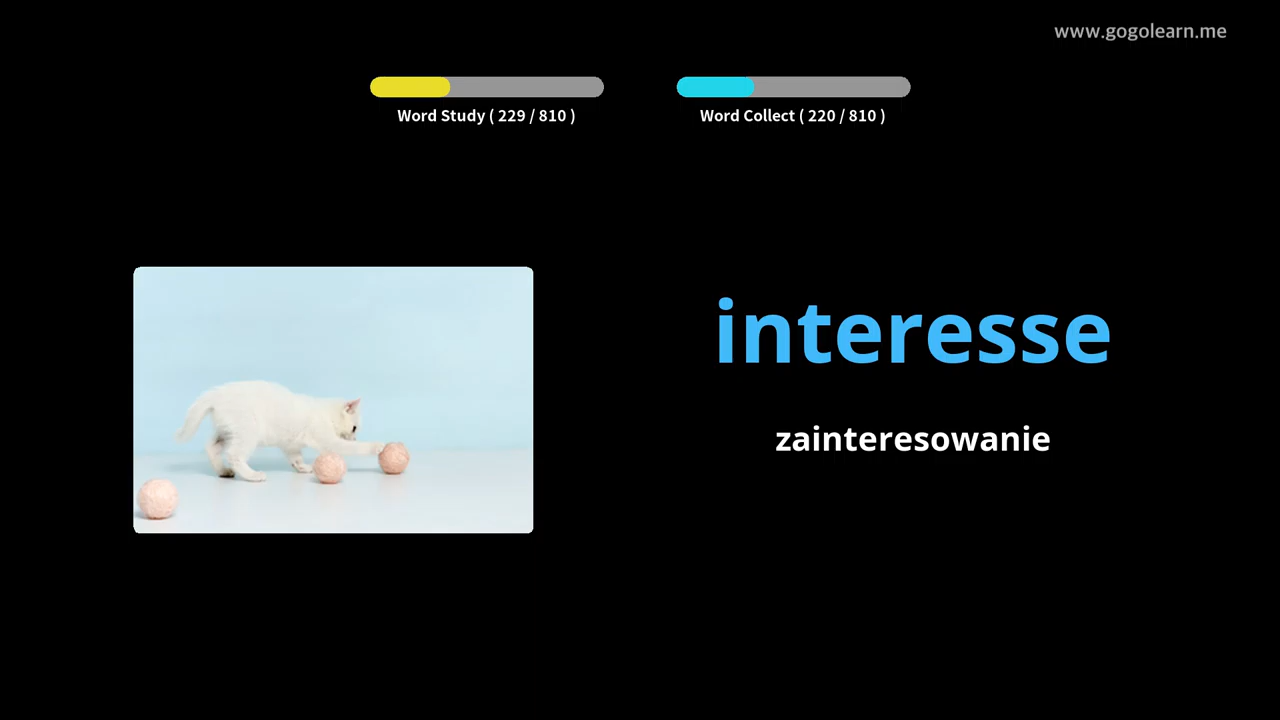 www.gogolearn.me
Word Study ( 229 / 810 )
Word Collect ( 220 / 810 )
interesse
zainteresowanie